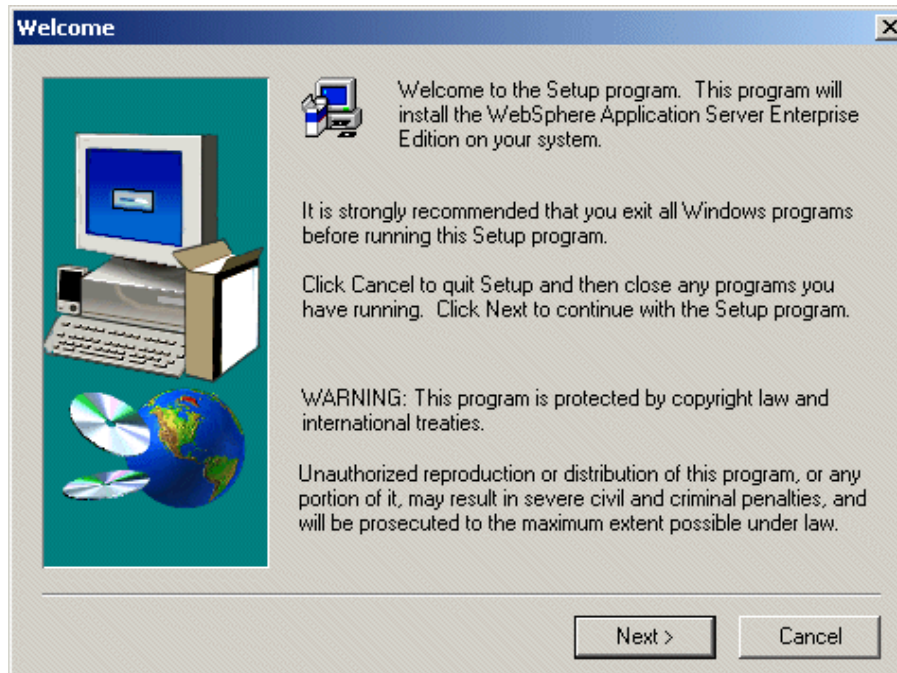 Welcome
Welcome to the Setup program.  This program will
install the WebSphere Application Server Enterprise
Edition on your system.
It is strongly recommended that you exit all Windows programs
before running this Setup program.
Click Cancel to quit Setup and then close any programs you
have running.  Click Next to continue with the Setup program.
WARNING: This program is protected by copyright law and
international treaties.
Unauthorized reproduction or distribution of this program, or any
portion of it, may result in severe civil and criminal penalties, and
will be prosecuted to the maximum extent possible under law.
Next >
Cancel